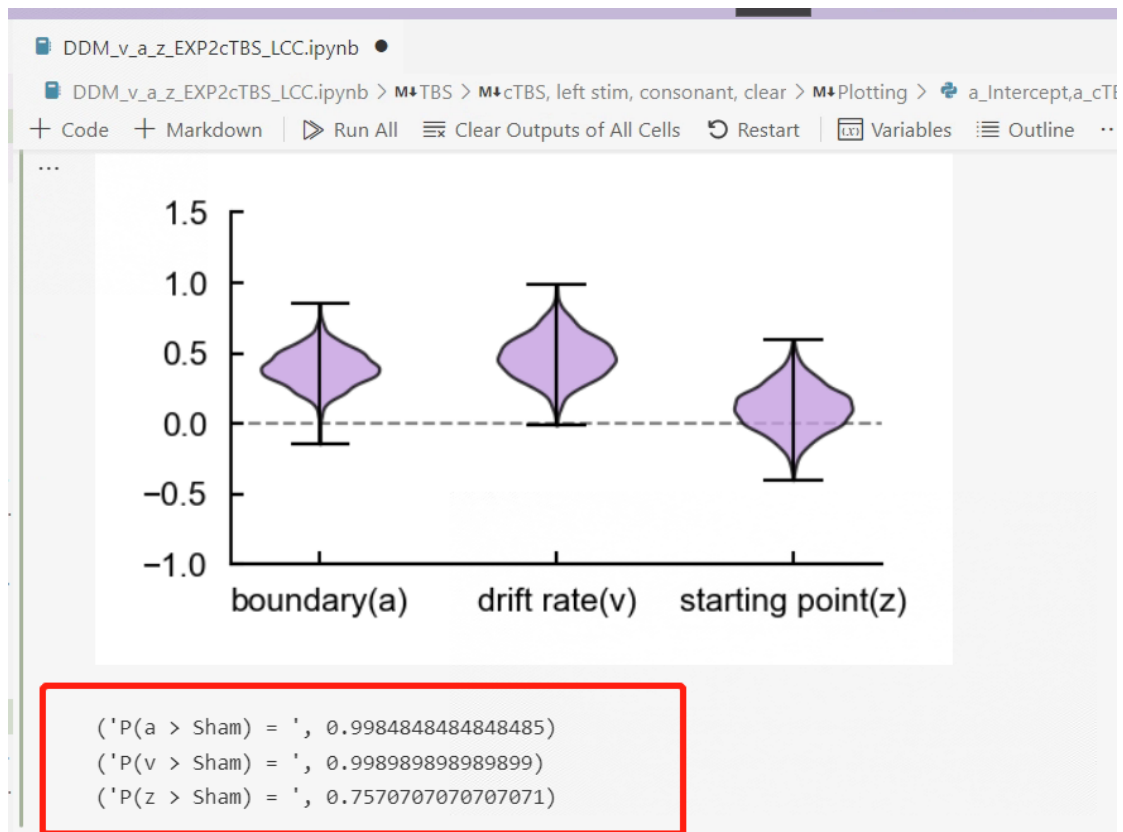 DDM_v_a_z_EXP2cTBS_LCC.ipynb ●
DDM_v_a_z_EXP2cTBS_LCC.ipynb > M↓TBS > M↓cTBS, left stim, consonant, clear > M↓Plotting > a_Intercept,a_cTE
+ Code + Markdown Run All Clear Outputs of All Cells Restart (x) Variables Outline ··
...
1.5
1.0
0.5
0.0
−0.5
−1.0
boundary(a) drift rate(v) starting point(z)
('P(a > Sham) = ', 0.9984848484848485)
('P(v > Sham) = ', 0.998989898989899)
('P(z > Sham) = ', 0.7570707070707071)